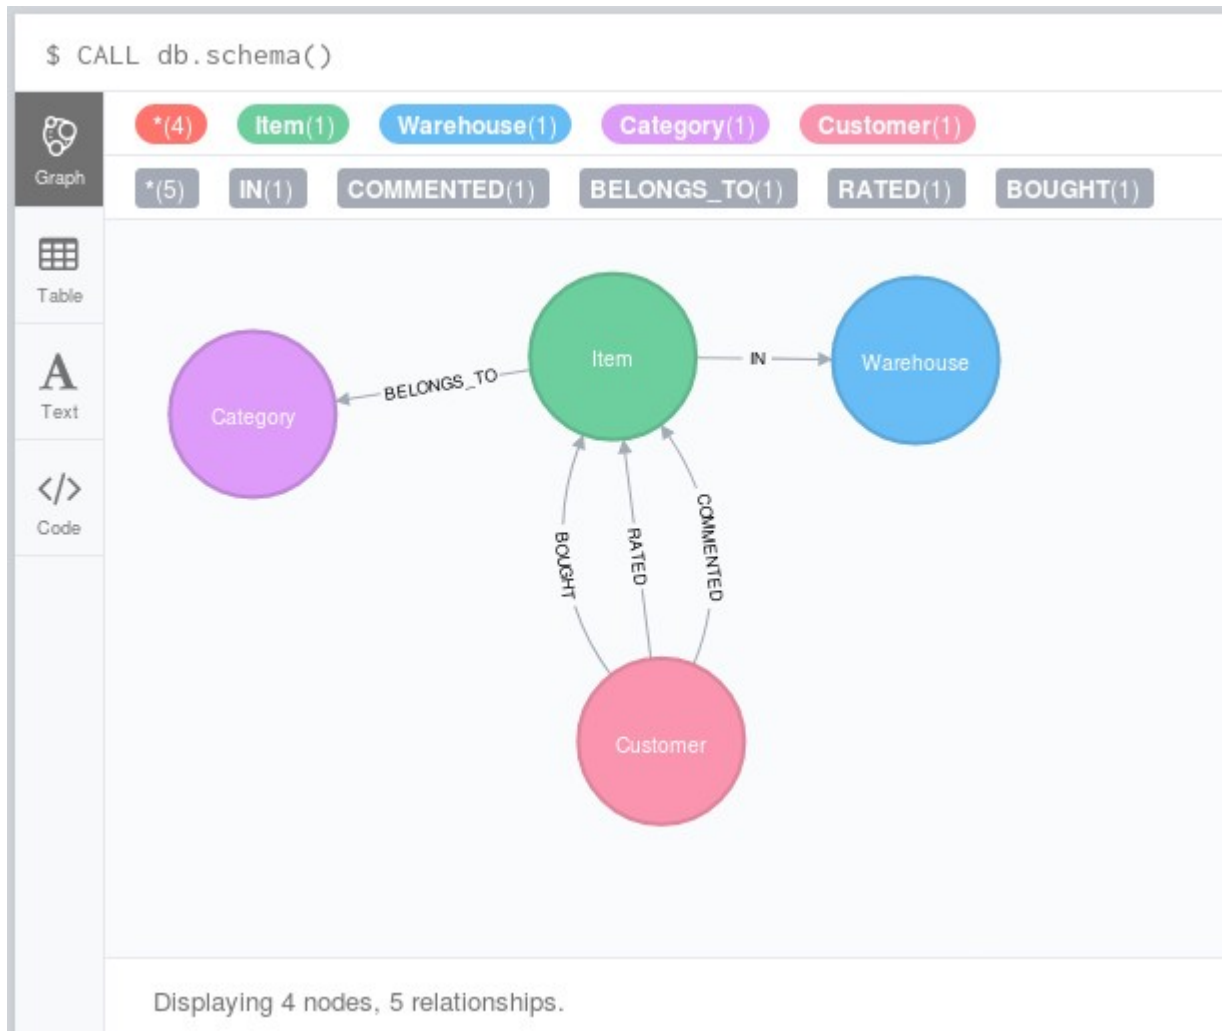 $ CALL db.schema()
*(4) Item(1) Warehouse(1) Category(1) Customer(1)
Graph
*(5) IN(1) COMMENTED(1) BELONGS_TO(1) RATED(1) BOUGHT(1)
Table
Text
Code
Item
IN
Warehouse
BELONGS_TO
Category
BOUGHT
RATED
COMMENTED
Customer
Displaying 4 nodes, 5 relationships.